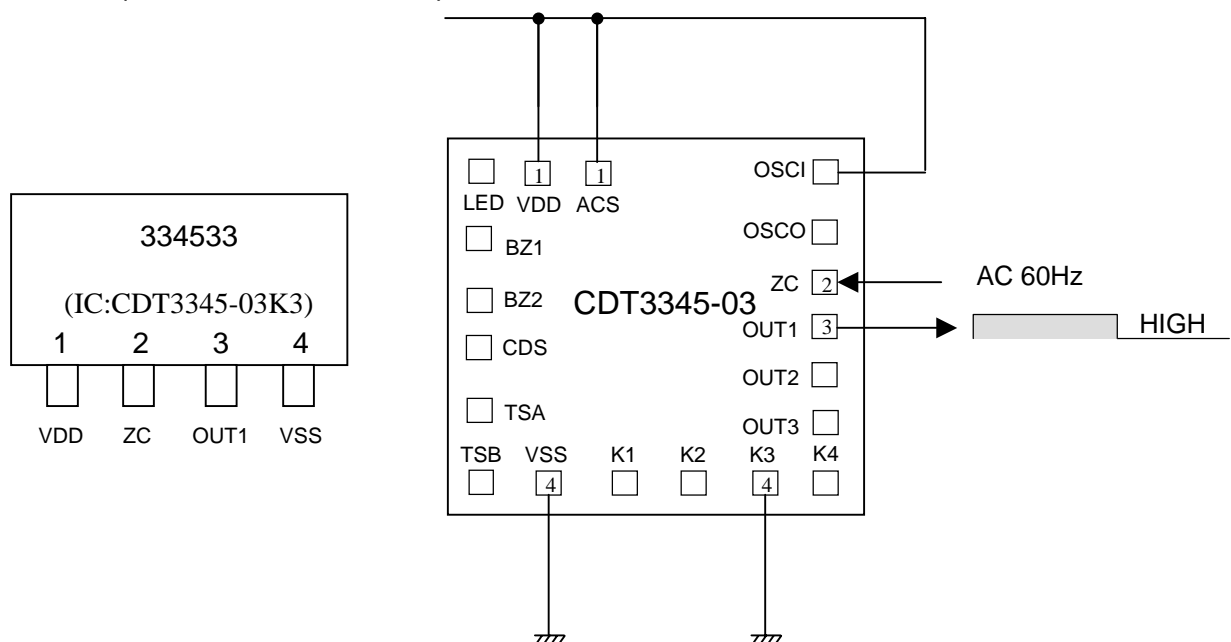 334533
(IC:CDT3345-03K3)
1 2 3 4
VDD ZC OUT1 VSS
1 1 OSCI
LED VDD ACS
OSCO
BZ1
ZC 2 AC 60Hz
BZ2 CDT3345-03
OUT1 3 HIGH
CDS
OUT2
TSA
OUT3
TSB VSS K1 K2 K3 K4
4 4